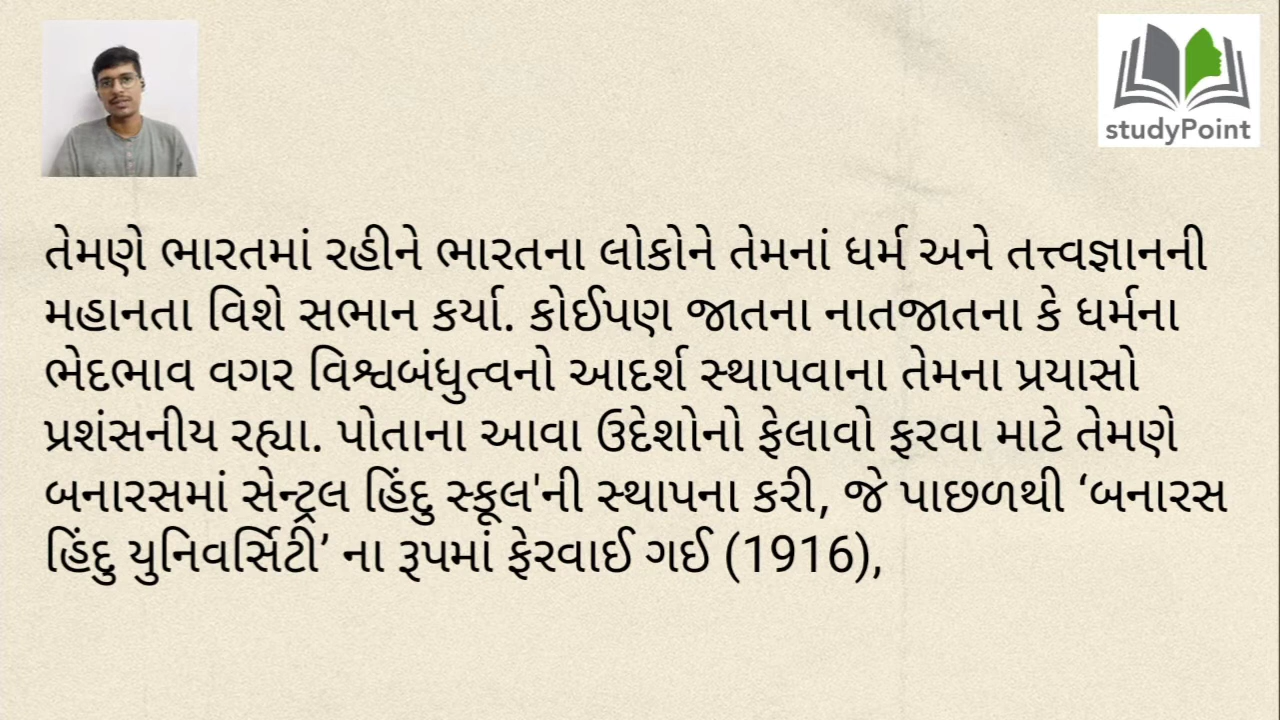 studyPoint
તેમણે ભારતમાં રહીને ભારતના લોકોને તેમનાં ધર્મ અને તત્ત્વજ્ઞાનની
મહાનતા વિશે સભાન કર્યા. કોઈપણ જાતના નાતજાતના કે ધર્મના
ભેદભાવ વગર વિશ્વબંધુત્વનો આદર્શ સ્થાપવાના તેમના પ્રયાસો
પ્રશંસનીય રહ્યા. પોતાના આવા ઉદેશોનો ફેલાવો ફરવા માટે તેમણે
બનારસમાં સેન્ટ્રલ હિંદુ સ્કૂલ'ની સ્થાપના કરી, જે પાછળથી ‘બનારસ
હિંદુ યુનિવર્સિટી’ ના રૂપમાં ફેરવાઈ ગઈ (1916),